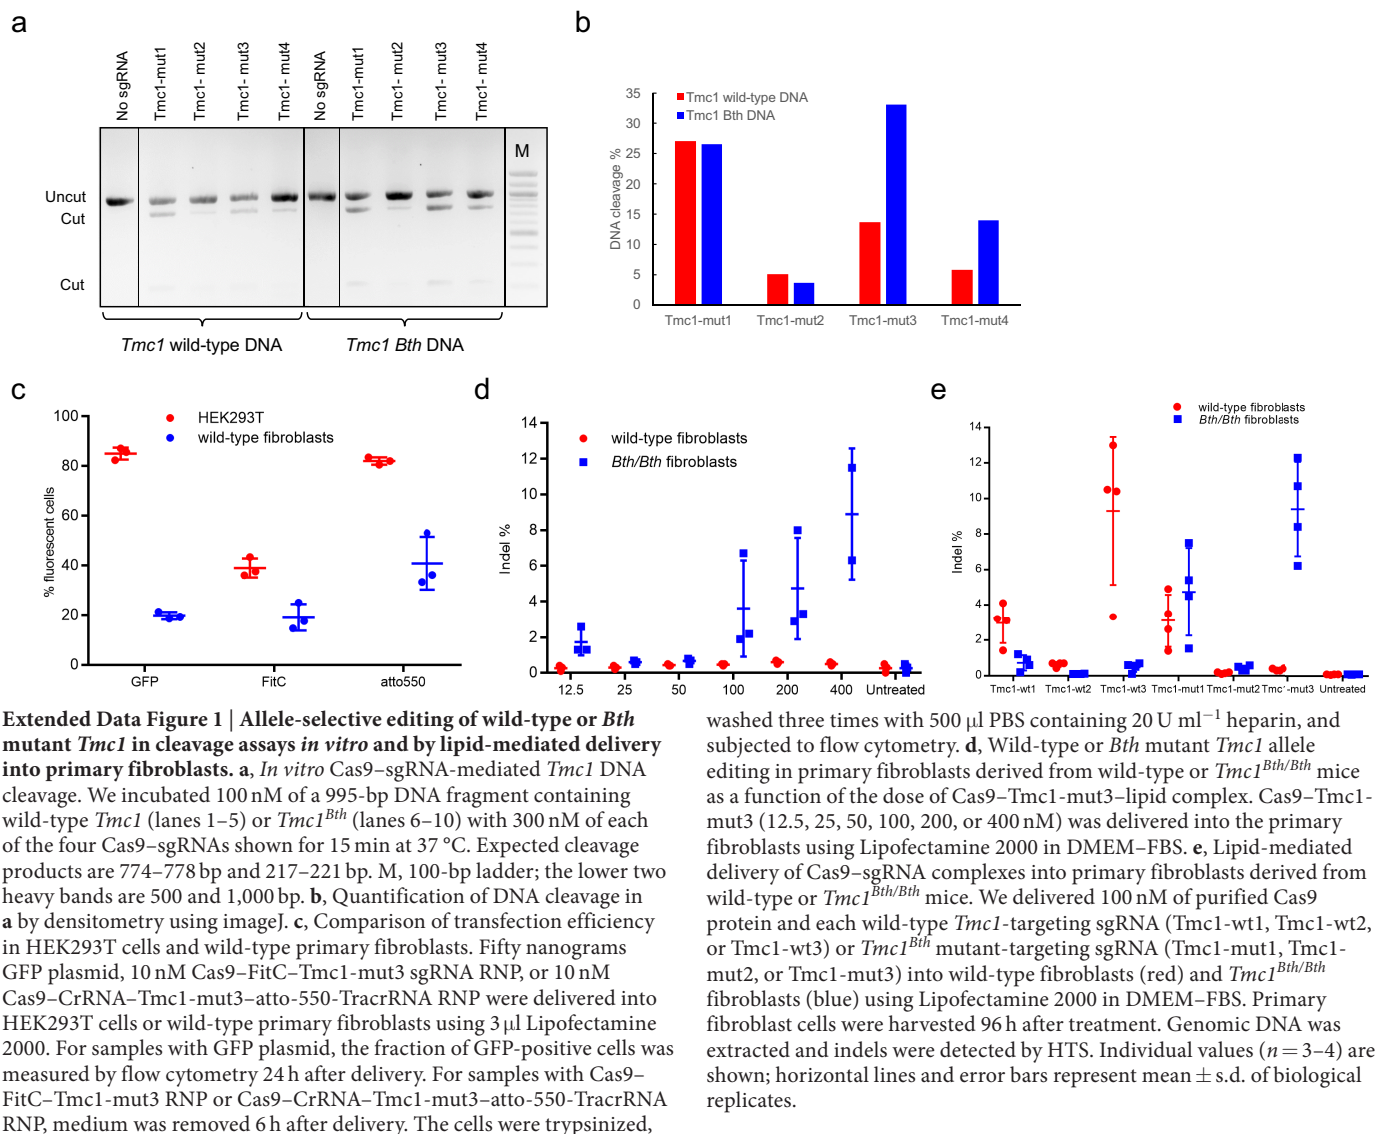 a
No sgRNA
Tmc1-mut1
Tmc1- mut2
Tmc1- mut3
Tmc1- mut4
No sgRNA
Tmc1-mut1
Tmc1- mut2
Tmc1- mut3
Tmc1- mut4
M
Uncut
Cut
Cut
Tmc1 wild-type DNA
Tmc1 Bth DNA
b
Tmc1 wild-type DNA
Tmc1 Bth DNA
DNA cleavage %
35
30
25
20
15
10
5
0
Tmc1-mut1
Tmc1-mut2
Tmc1-mut3
Tmc1-mut4
c
HEK293T
wild-type fibroblasts
% fluorescent cells
100
80
60
40
20
0
GFP
FitC
atto550
d
wild-type fibroblasts
Bth/Bth fibroblasts
Indel %
14
12
10
8
6
4
2
0
12.5
25
50
100
200
400
Untreated
e
wild-type fibroblasts
Bth/Bth fibroblasts
Indel %
14
12
10
8
6
4
2
0
Tmc1-wt1
Tmc1-wt2
Tmc1-wt3
Tmc1-mut1
Tmc1-mut2
Tmc1-mut3
Untreated
Extended Data Figure 1 | Allele-selective editing of wild-type or Bth
mutant Tmc1 in cleavage assays in vitro and by lipid-mediated delivery
into primary fibroblasts. a, In vitro Cas9–sgRNA-mediated Tmc1 DNA
cleavage. We incubated 100 nM of a 995-bp DNA fragment containing
wild-type Tmc1 (lanes 1–5) or Tmc1^Bth (lanes 6–10) with 300 nM of each
of the four Cas9–sgRNAs shown for 15 min at 37 °C. Expected cleavage
products are 774–778 bp and 217–221 bp. M, 100-bp ladder; the lower two
heavy bands are 500 and 1,000 bp. b, Quantification of DNA cleavage in
a by densitometry using imageJ. c, Comparison of transfection efficiency
in HEK293T cells and wild-type primary fibroblasts. Fifty nanograms
GFP plasmid, 10 nM Cas9–FitC–Tmc1-mut3 sgRNA RNP, or 10 nM
Cas9–CrRNA–Tmc1-mut3–atto-550-TracrRNA RNP were delivered into
HEK293T cells or wild-type primary fibroblasts using 3 μl Lipofectamine
2000. For samples with GFP plasmid, the fraction of GFP-positive cells was
measured by flow cytometry 24 h after delivery. For samples with Cas9–
FitC–Tmc1-mut3 RNP or Cas9–CrRNA–Tmc1-mut3–atto-550-TracrRNA
RNP, medium was removed 6 h after delivery. The cells were trypsinized,
washed three times with 500 μl PBS containing 20 U ml⁻¹ heparin, and
subjected to flow cytometry. d, Wild-type or Bth mutant Tmc1 allele
editing in primary fibroblasts derived from wild-type or Tmc1^Bth/Bth mice
as a function of the dose of Cas9–Tmc1-mut3–lipid complex. Cas9–Tmc1-
mut3 (12.5, 25, 50, 100, 200, or 400 nM) was delivered into the primary
fibroblasts using Lipofectamine 2000 in DMEM–FBS. e, Lipid-mediated
delivery of Cas9–sgRNA complexes into primary fibroblasts derived from
wild-type or Tmc1^Bth/Bth mice. We delivered 100 nM of purified Cas9
protein and each wild-type Tmc1-targeting sgRNA (Tmc1-wt1, Tmc1-wt2,
or Tmc1-wt3) or Tmc1^Bth mutant-targeting sgRNA (Tmc1-mut1, Tmc1-
mut2, or Tmc1-mut3) into wild-type fibroblasts (red) and Tmc1^Bth/Bth
fibroblasts (blue) using Lipofectamine 2000 in DMEM–FBS. Primary
fibroblast cells were harvested 96 h after treatment. Genomic DNA was
extracted and indels were detected by HTS. Individual values (n = 3–4) are
shown; horizontal lines and error bars represent mean ± s.d. of biological
replicates.